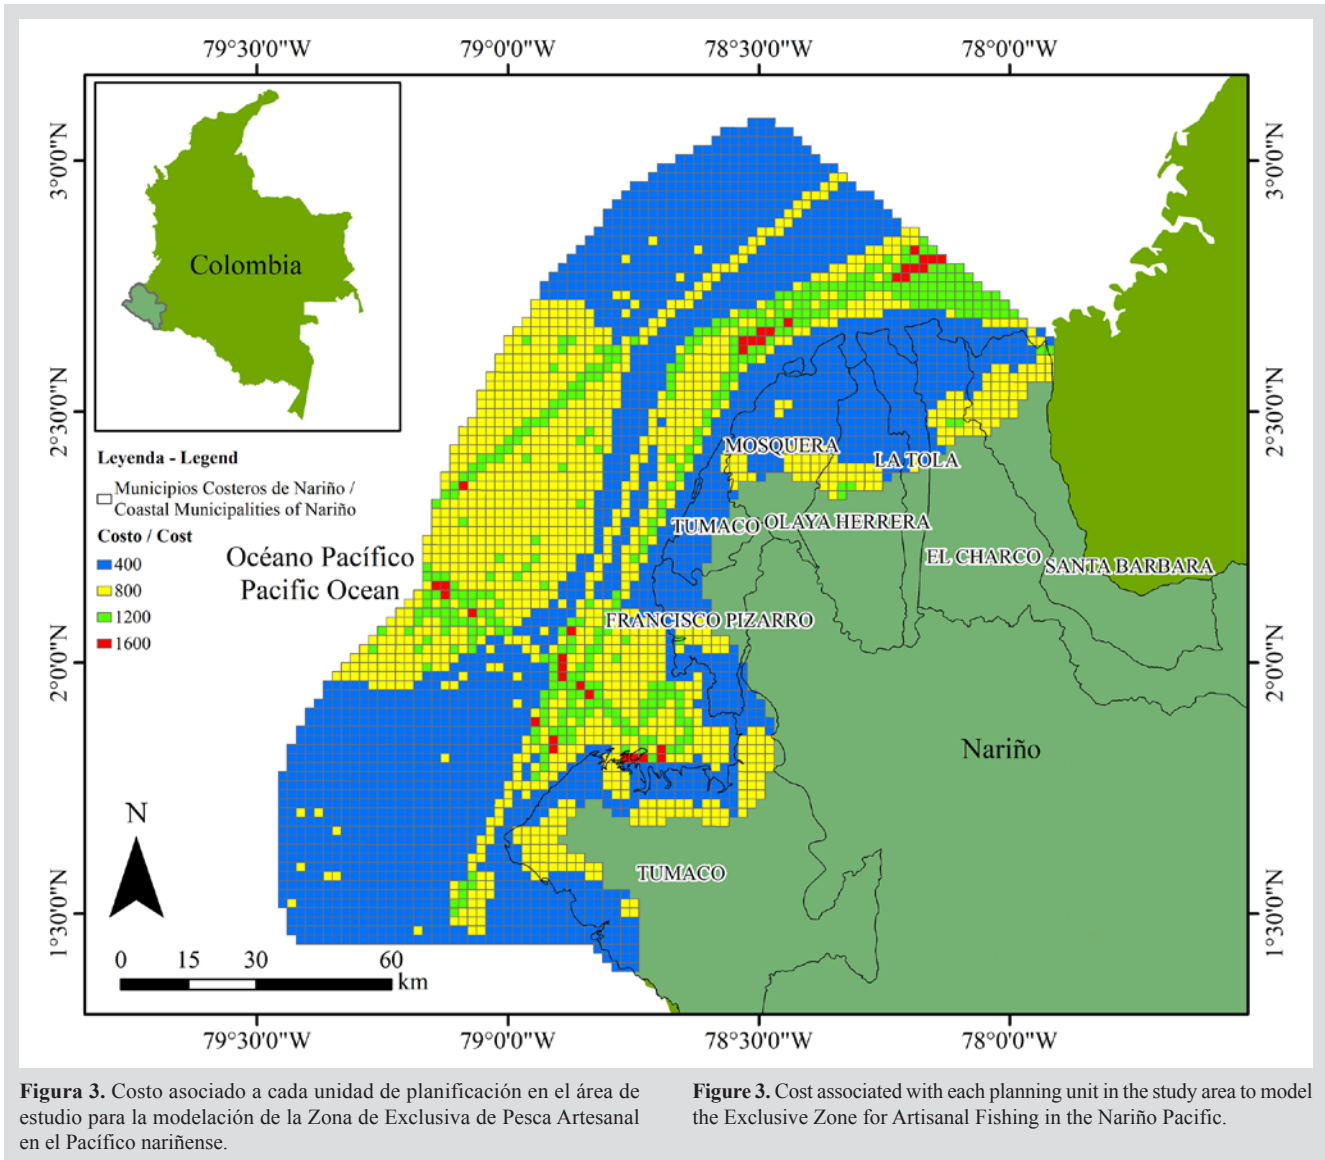 79°30'0"W 79°0'0"W 78°30'0"W 78°0'0"W
3°0'0"N
3°0'0"N
Colombia
2°30'0"N
2°30'0"N
Leyenda - Legend
Municipios Costeros de Nariño /
Coastal Municipalities of Nariño
Costo / Cost
400
800
1200
1600
Océano Pacífico
Pacific Ocean
MOSQUERA
LA TOLA
TUMACO
OLAYA HERRERA
EL CHARCO
SANTA BARBARA
FRANCISCO PIZARRO
2°0'0"N
2°0'0"N
Nariño
TUMACO
N
1°30'0"N
1°30'0"N
0 15 30 60
km
79°30'0"W 79°0'0"W 78°30'0"W 78°0'0"W
Figura 3. Costo asociado a cada unidad de planificación en el área de
estudio para la modelación de la Zona de Exclusiva de Pesca Artesanal
en el Pacífico nariñense.
Figure 3. Cost associated with each planning unit in the study area to model
the Exclusive Zone for Artisanal Fishing in the Nariño Pacific.